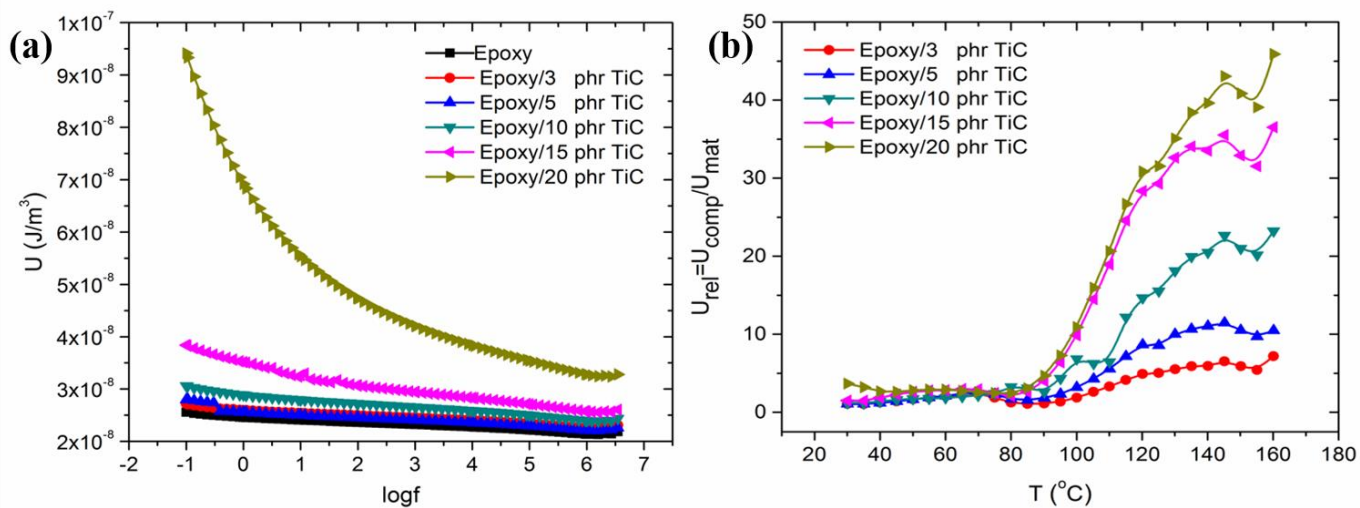 (a)
1x10⁻⁷
9x10⁻⁸
8x10⁻⁸
7x10⁻⁸
6x10⁻⁸
5x10⁻⁸
4x10⁻⁸
3x10⁻⁸
2x10⁻⁸
U (J/m³)
Epoxy
Epoxy/3 phr TiC
Epoxy/5 phr TiC
Epoxy/10 phr TiC
Epoxy/15 phr TiC
Epoxy/20 phr TiC
-2 -1 0 1 2 3 4 5 6 7
logf
(b)
50
40
30
20
10
0
U_rel=U_comp/U_mat
Epoxy/3 phr TiC
Epoxy/5 phr TiC
Epoxy/10 phr TiC
Epoxy/15 phr TiC
Epoxy/20 phr TiC
20 40 60 80 100 120 140 160 180
T (°C)